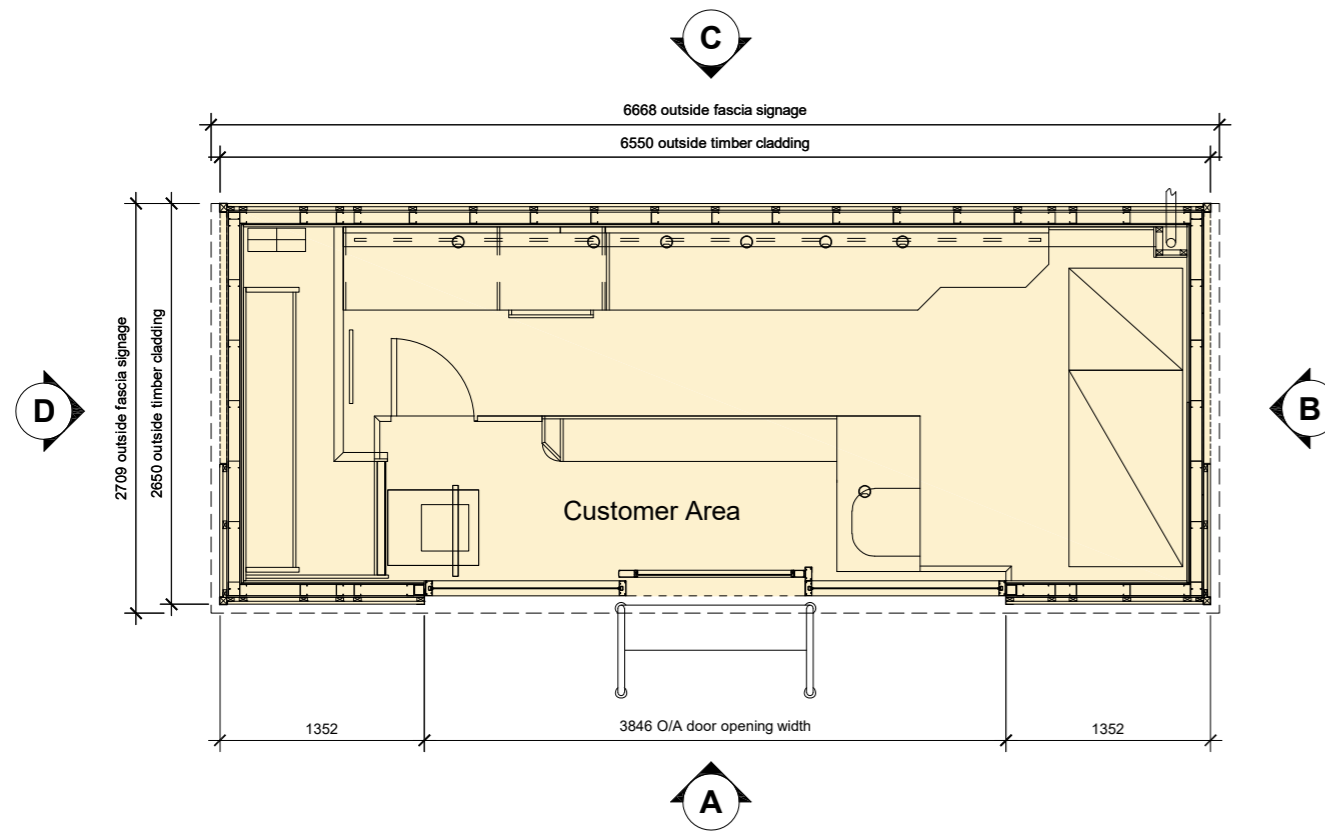 C
6668 outside fascia signage
6550 outside timber cladding
2709 outside fascia signage
2650 outside timber cladding
D
B
Customer Area
1352
3846 O/A door opening width
1352
A